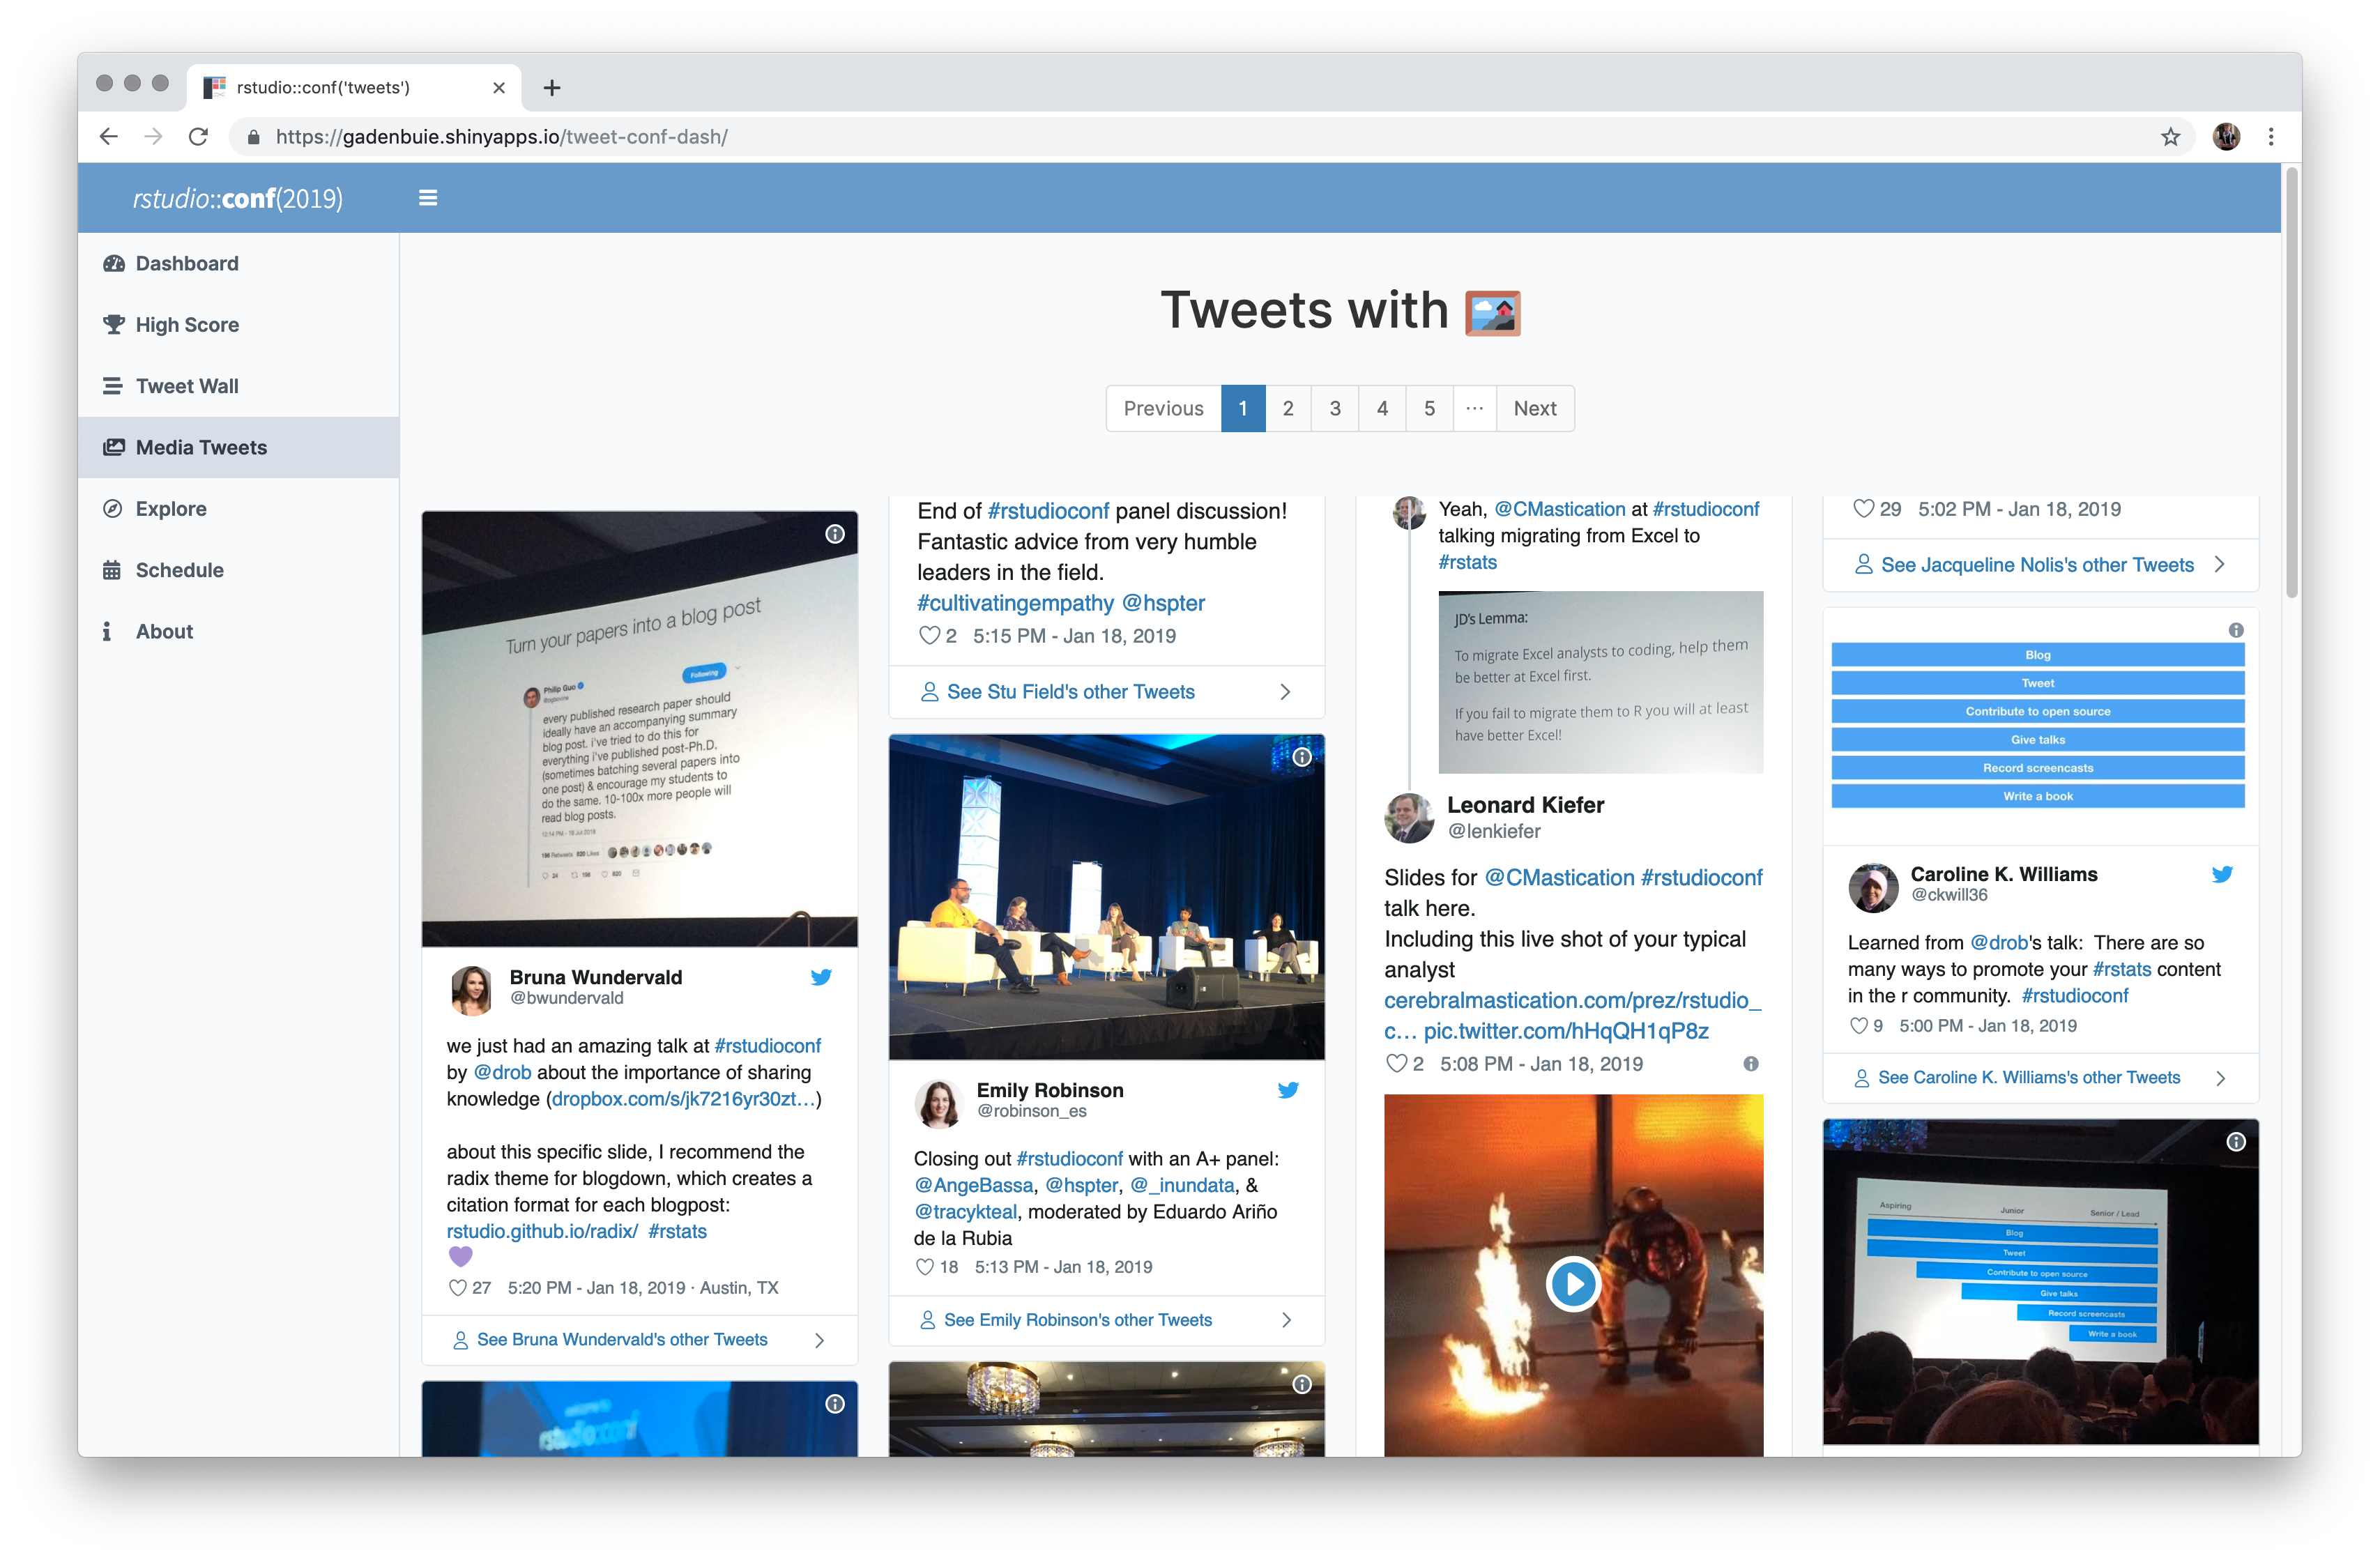 rstudio::conf('tweets')
https://gadenbuie.shinyapps.io/tweet-conf-dash/
rstudio::conf(2019)
Dashboard
High Score
Tweet Wall
Media Tweets
Explore
Schedule
About
Tweets with
Previous 1 2 3 4 5 ... Next
Turn your papers into a blog post
Philip Guo
Following
every published research paper should
ideally have an accompanying summary
blog post. i've tried to do this for
everything i've published post-Ph.D.
(sometimes batching several papers into
one post) & encourage my students to
do the same. 10-100x more people will
read blog posts.
12:14 PM - 16 Jul 2018
196 Retweets 820 Likes
24 196 820
Bruna Wundervald
@bwundervald
we just had an amazing talk at #rstudioconf
by @drob about the importance of sharing
knowledge (dropbox.com/s/jk7216yr30zt…)
about this specific slide, I recommend the
radix theme for blogdown, which creates a
citation format for each blogpost:
rstudio.github.io/radix/ #rstats
27 5:20 PM - Jan 18, 2019 · Austin, TX
See Bruna Wundervald's other Tweets
rstudio::conf
End of #rstudioconf panel discussion!
Fantastic advice from very humble
leaders in the field.
#cultivatingempathy @hspter
2 5:15 PM - Jan 18, 2019
See Stu Field's other Tweets
Emily Robinson
@robinson_es
Closing out #rstudioconf with an A+ panel:
@AngeBassa, @hspter, @_inundata, &
@tracykteal, moderated by Eduardo Ariño
de la Rubia
18 5:13 PM - Jan 18, 2019
See Emily Robinson's other Tweets
Yeah, @CMastication at #rstudioconf
talking migrating from Excel to
#rstats
JD's Lemma:
To migrate Excel analysts to coding, help them
be better at Excel first.
If you fail to migrate them to R you will at least
have better Excel!
Leonard Kiefer
@lenkiefer
Slides for @CMastication #rstudioconf
talk here.
Including this live shot of your typical
analyst
cerebralmastication.com/prez/rstudio_
c… pic.twitter.com/hHqQH1qP8z
2 5:08 PM - Jan 18, 2019
29 5:02 PM - Jan 18, 2019
See Jacqueline Nolis's other Tweets
Blog
Tweet
Contribute to open source
Give talks
Record screencasts
Write a book
Caroline K. Williams
@ckwill36
Learned from @drob's talk: There are so
many ways to promote your #rstats content
in the r community. #rstudioconf
9 5:00 PM - Jan 18, 2019
See Caroline K. Williams's other Tweets
Aspiring Junior Senior / Lead
Blog
Tweet
Contribute to open source
Give talks
Record screencasts
Write a book